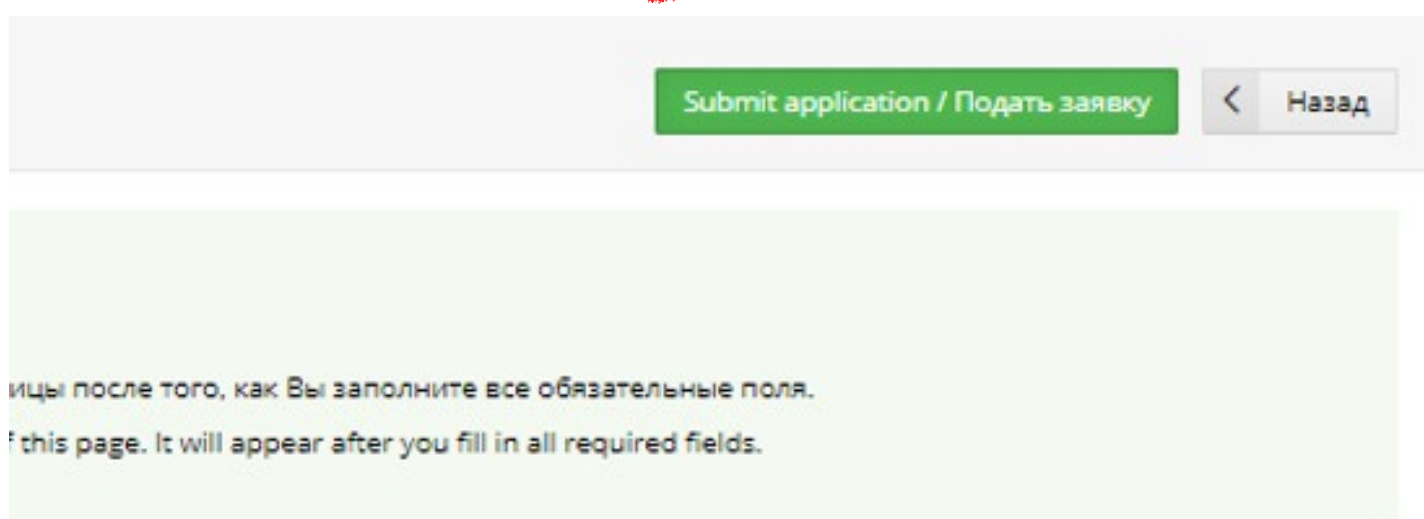 Submit application / Подать заявку
Назад
ицы после того, как Вы заполните все обязательные поля.
this page. It will appear after you fill in all required fields.